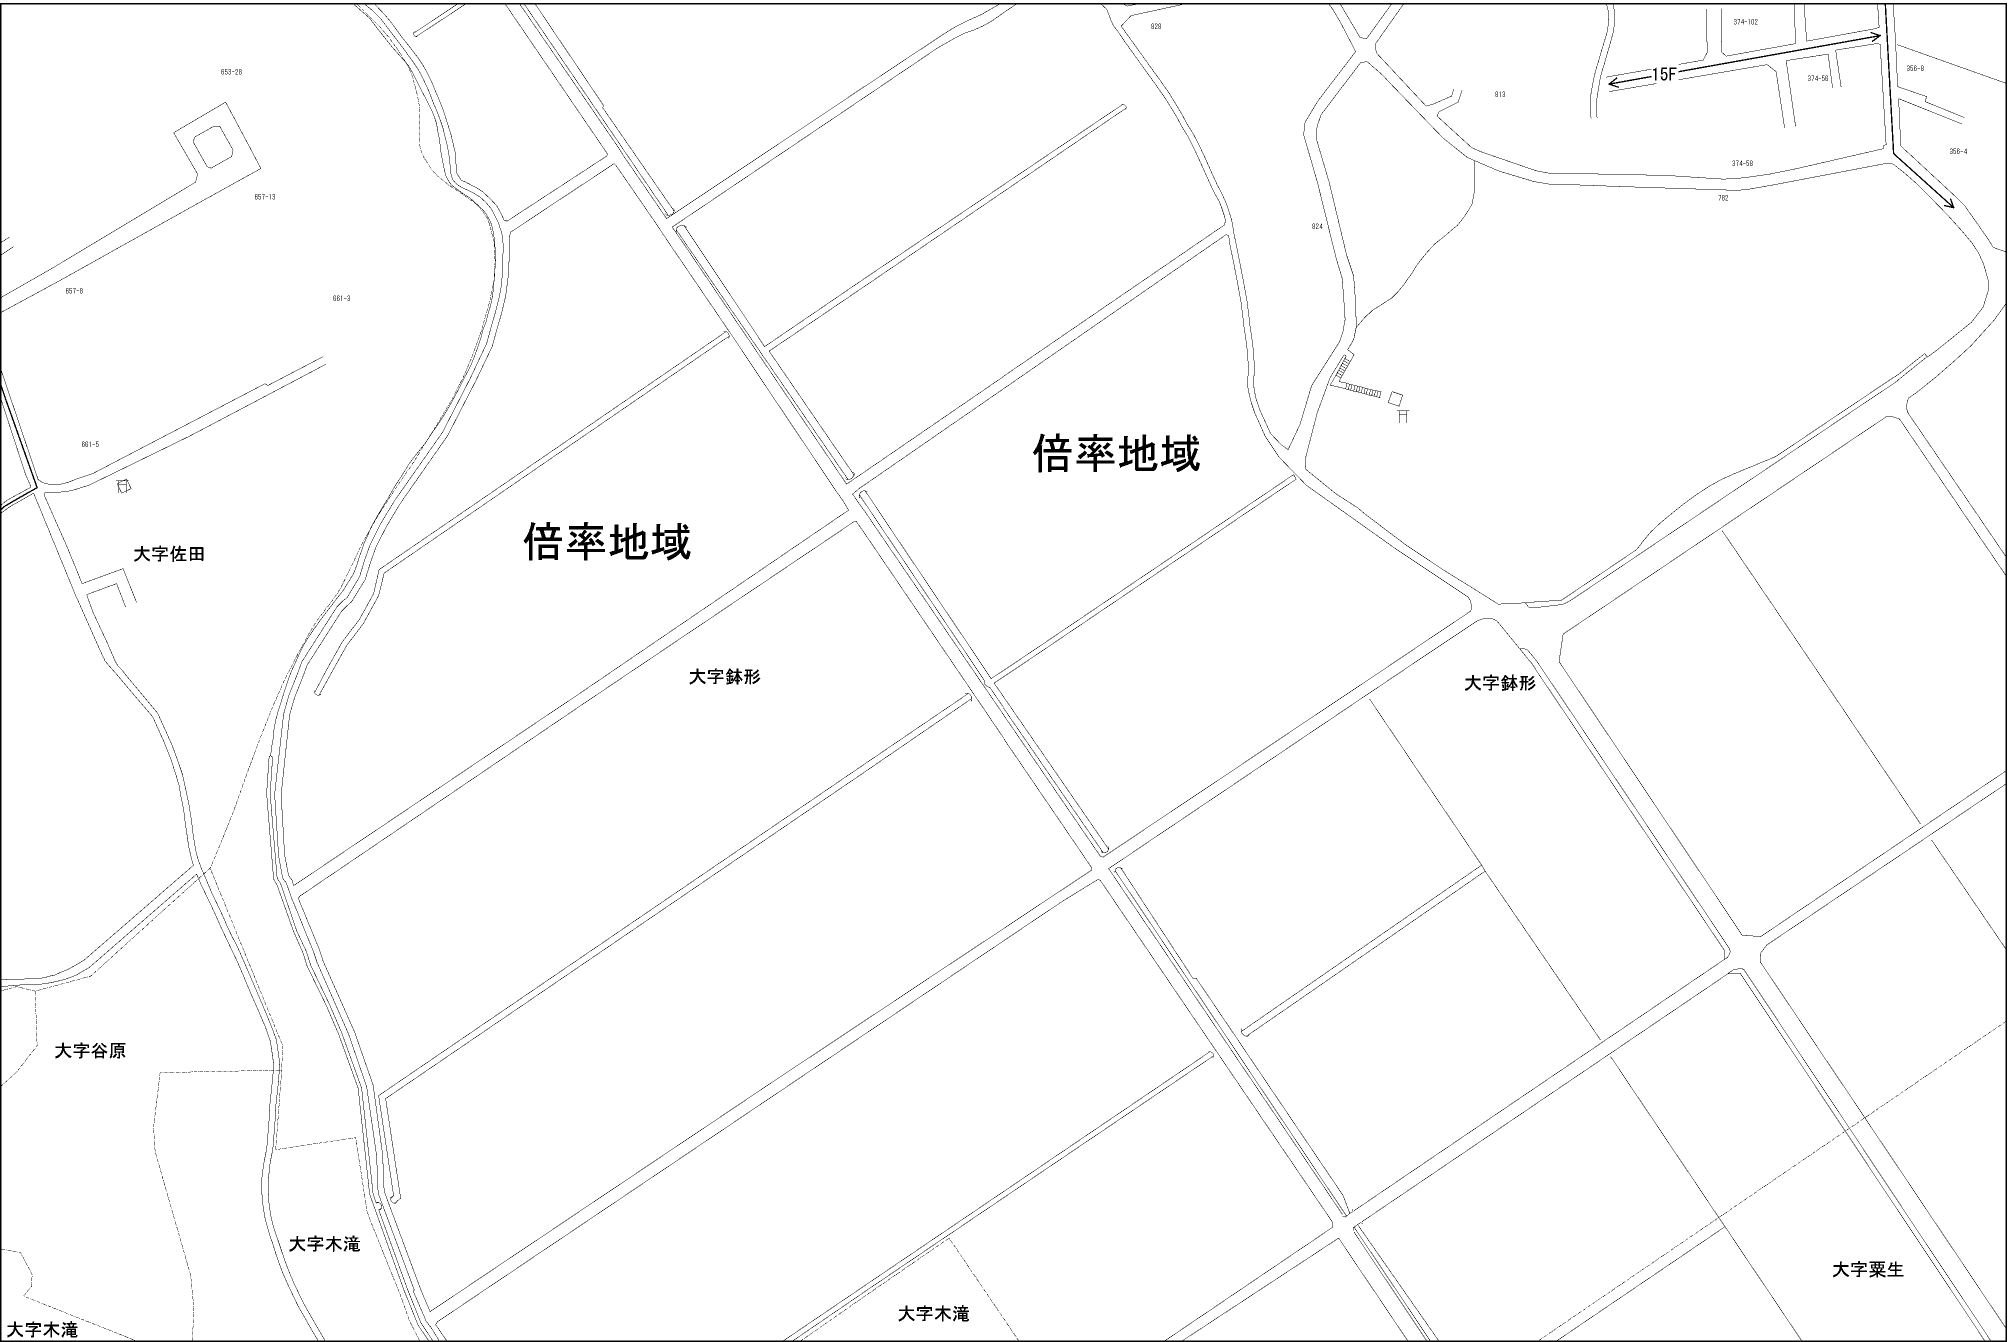 828
374-102
653-28
15F
356-8
374-56
813
356-4
374-58
657-13
782
824
657-8
661-3
661-5
倍率地域
倍率地域
大字佐田
大字鉢形
大字鉢形
大字谷原
大字木滝
大字粟生
大字木滝
大字木滝